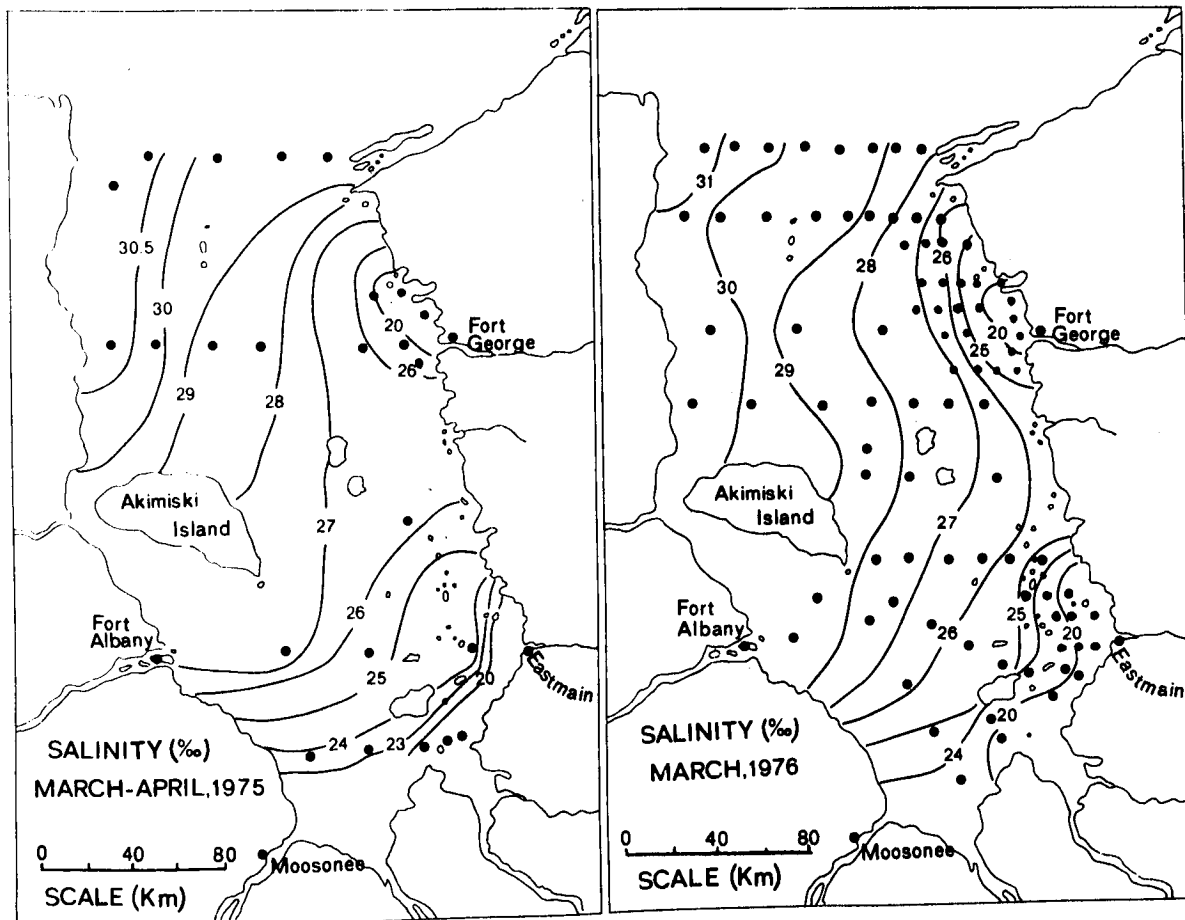 30.5
30
29
28
27
26
25
24
23
20
20
26
Fort
George
Akimiski
Island
Fort
Albany
Eastmain
SALINITY (‰)
MARCH-APRIL,1975
0 40 80
SCALE (Km)
Moosonee
31
30
29
28
27
26
26
25
20
Fort
George
Akimiski
Island
Fort
Albany
25
20
Eastmain
20
24
SALINITY (‰)
MARCH,1976
0 40 80
SCALE (Km)
Moosonee